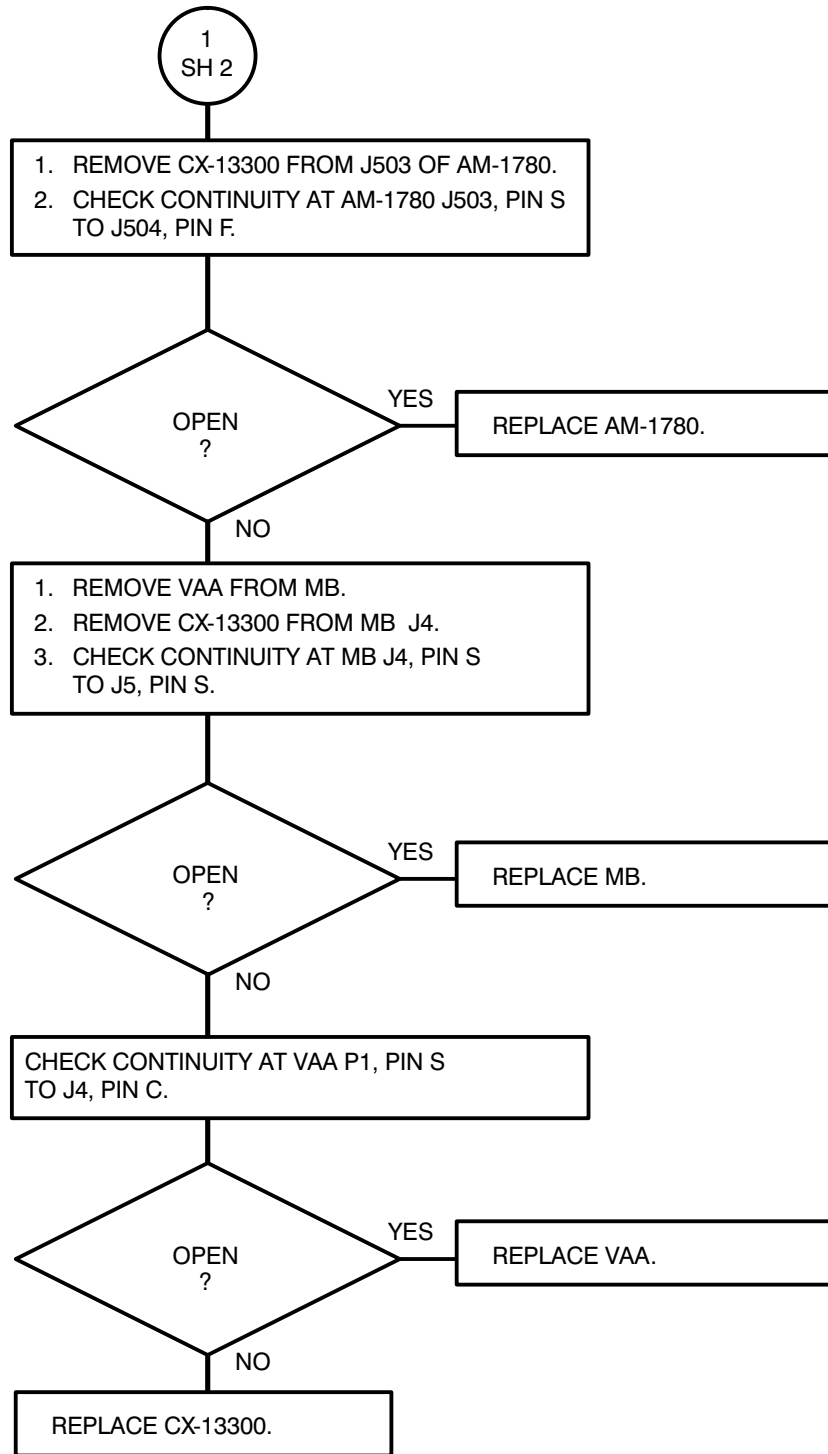 1
SH 2
1. REMOVE CX-13300 FROM J503 OF AM-1780.
2. CHECK CONTINUITY AT AM-1780 J503, PIN S
TO J504, PIN F.
OPEN
?
YES
REPLACE AM-1780.
NO
1. REMOVE VAA FROM MB.
2. REMOVE CX-13300 FROM MB J4.
3. CHECK CONTINUITY AT MB J4, PIN S
TO J5, PIN S.
OPEN
?
YES
REPLACE MB.
NO
CHECK CONTINUITY AT VAA P1, PIN S
TO J4, PIN C.
OPEN
?
YES
REPLACE VAA.
NO
REPLACE CX-13300.